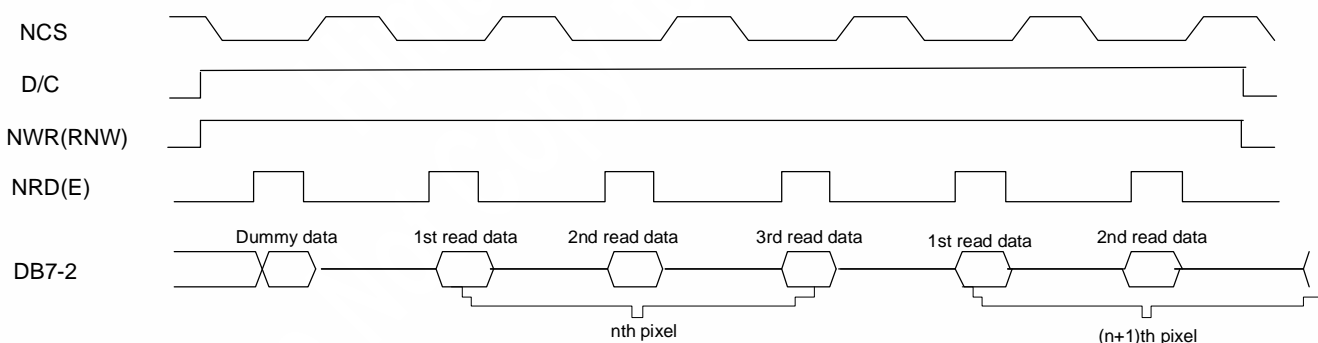 NCS
D/C
NWR(RNW)
NRD(E)
Dummy data 1st read data 2nd read data 3rd read data 1st read data 2nd read data
DB7-2
nth pixel (n+1)th pixel